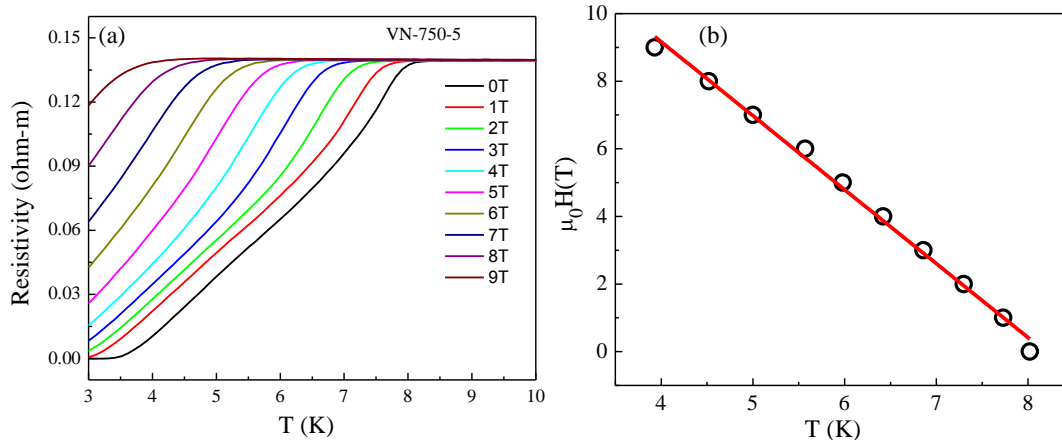 (a)
VN-750-5
0.15
0.12
0.09
0.06
0.03
0.00
Resistivity (ohm-m)
0T
1T
2T
3T
4T
5T
6T
7T
8T
9T
3 4 5 6 7 8 9 10
T (K)
(b)
10
8
6
4
2
0
μ₀H(T)
4 5 6 7 8
T (K)